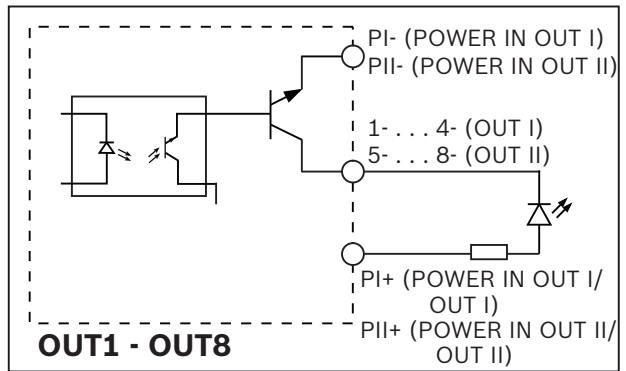 PI- (POWER IN OUT I)
PII- (POWER IN OUT II)
1- . . . 4- (OUT I)
5- . . . 8- (OUT II)
PI+ (POWER IN OUT I/
OUT I)
PII+ (POWER IN OUT II/
OUT II)
OUT1 - OUT8